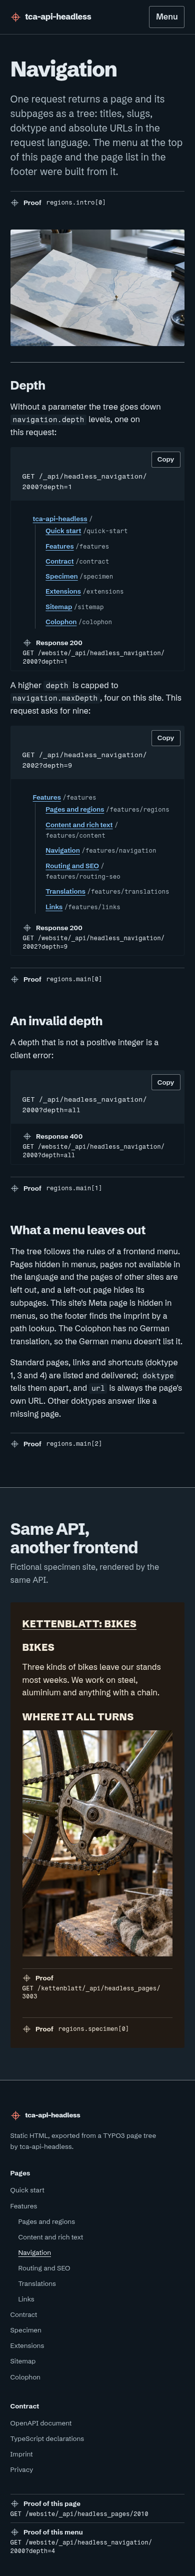 tca-api-headless
Menu
Navigation
One request returns a page and its
subpages as a tree: titles, slugs,
doktype and absolute URLs in the
request language. The menu at the top
of this page and the page list in the
footer were built from it.
Proof regions.intro[0]
Depth
Without a parameter the tree goes down
navigation.depth levels, one on
this request:
Copy
GET /_api/headless_navigation/
2000?depth=1
tca-api-headless /
Quick start /quick-start
Features /features
Contract /contract
Specimen /specimen
Extensions /extensions
Sitemap /sitemap
Colophon /colophon
Response 200
GET /website/_api/headless_navigation/
2000?depth=1
A higher depth is capped to
navigation.maxDepth, four on this site. This
request asks for nine:
Copy
GET /_api/headless_navigation/
2002?depth=9
Features /features
Pages and regions /features/regions
Content and rich text /
features/content
Navigation /features/navigation
Routing and SEO /
features/routing-seo
Translations /features/translations
Links /features/links
Response 200
GET /website/_api/headless_navigation/
2002?depth=9
Proof regions.main[0]
An invalid depth
A depth that is not a positive integer is a
client error:
Copy
GET /_api/headless_navigation/
2000?depth=all
Response 400
GET /website/_api/headless_navigation/
2000?depth=all
Proof regions.main[1]
What a menu leaves out
The tree follows the rules of a frontend menu.
Pages hidden in menus, pages not available in
the language and the pages of other sites are
left out, and a left-out page hides its
subpages. This site's Meta page is hidden in
menus, so the footer finds the Imprint by a
path lookup. The Colophon has no German
translation, so the German menu doesn't list it.
Standard pages, links and shortcuts (doktype
1, 3 and 4) are listed and delivered; doktype
tells them apart, and url is always the page's
own URL. Other doktypes answer like a
missing page.
Proof regions.main[2]
Same API,
another frontend
Fictional specimen site, rendered by the
same API.
KETTENBLATT: BIKES
BIKES
Three kinds of bikes leave our stands
most weeks. We work on steel,
aluminium and anything with a chain.
WHERE IT ALL TURNS
Proof
GET /kettenblatt/_api/headless_pages/
3003
Proof regions.specimen[0]
tca-api-headless
Static HTML, exported from a TYPO3 page tree
by tca-api-headless.
Pages
Quick start
Features
Pages and regions
Content and rich text
Navigation
Routing and SEO
Translations
Links
Contract
Specimen
Extensions
Sitemap
Colophon
Contract
OpenAPI document
TypeScript declarations
Imprint
Privacy
Proof of this page
GET /website/_api/headless_pages/2010
Proof of this menu
GET /website/_api/headless_navigation/
2000?depth=4